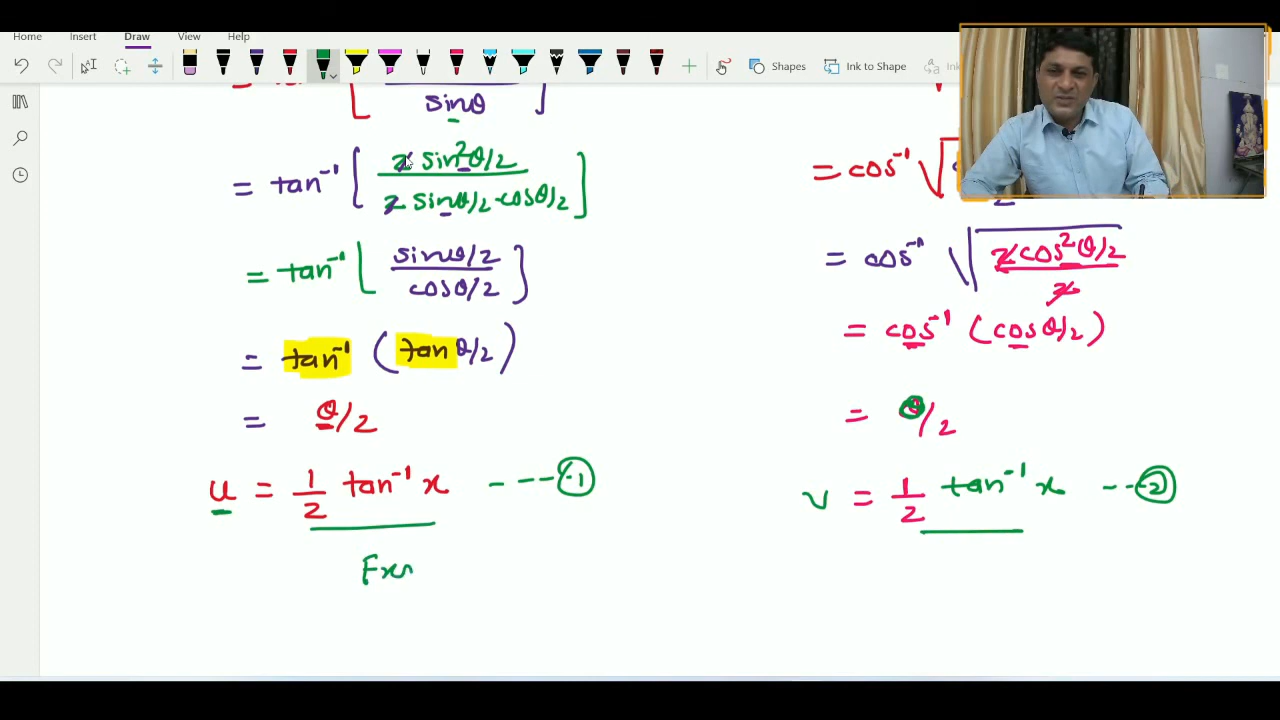 Home Insert Draw View Help
Shapes Ink to Shape
sinθ
= tan⁻¹ [ 2 sin²θ/2 / 2 sinθ/2 · cosθ/2 ]
= tan⁻¹ [ sinθ/2 / cosθ/2 ]
= tan⁻¹ (tan θ/2)
= θ/2
u = 1/2 tan⁻¹ x ---- 1
= cos⁻¹ √
2
= cos⁻¹ √ 2cos²θ/2 / 2
= cos⁻¹ (cosθ/2)
= θ/2
v = 1/2 tan⁻¹ x --- 2